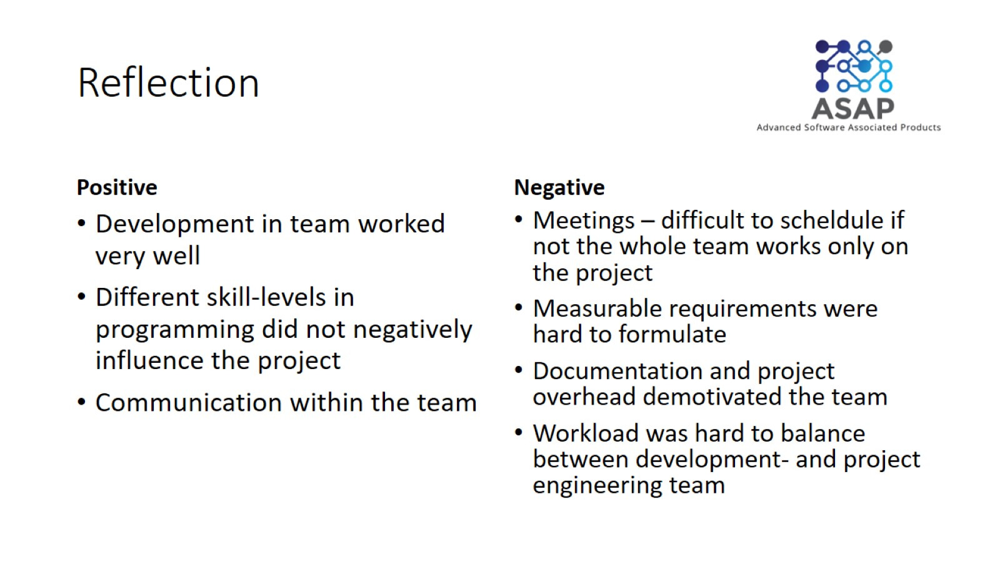 Reflection
ASAP
Advanced Software Associated Products
Positive
• Development in team worked
very well
• Different skill-levels in
programming did not negatively
influence the project
• Communication within the team
Negative
• Meetings – difficult to scheldule if
not the whole team works only on
the project
• Measurable requirements were
hard to formulate
• Documentation and project
overhead demotivated the team
• Workload was hard to balance
between development- and project
engineering team